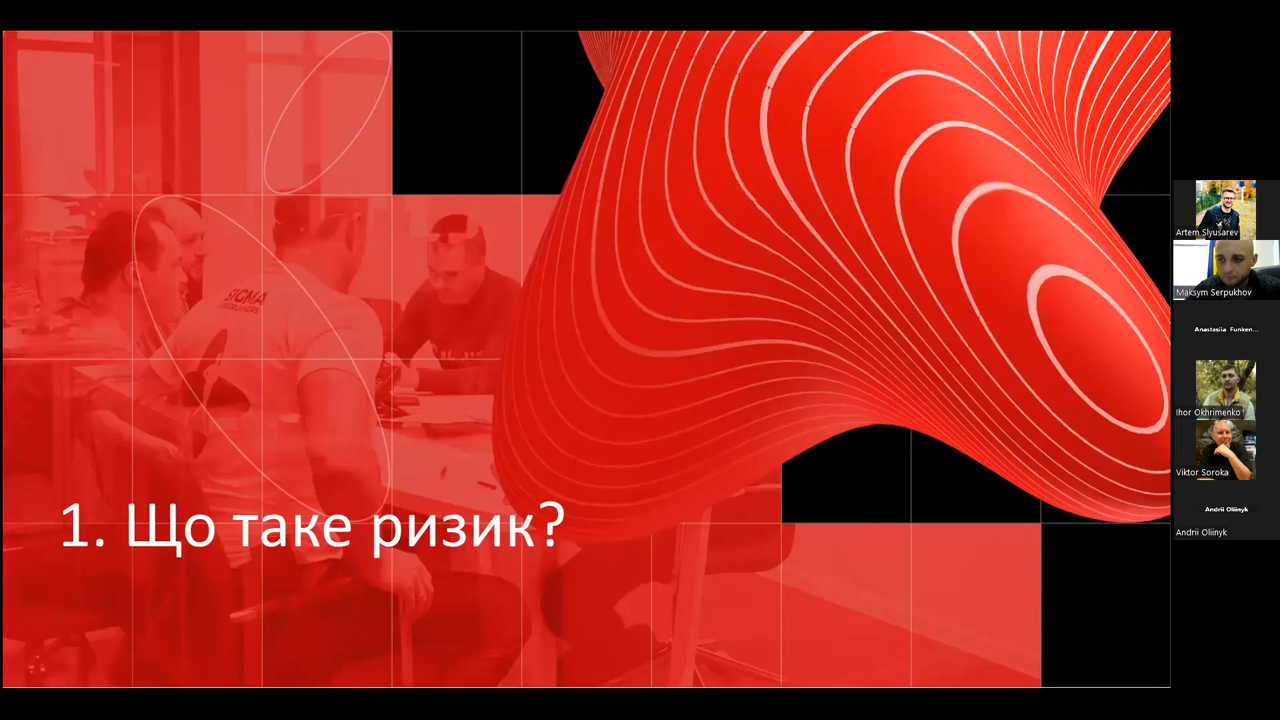 SIGMA
1. Що таке ризик?
Artem Slyusarev
Maksym Serpukhov
Anastasiia Funken...
Ihor Okhrimenko
Viktor Soroka
Andrii Oliinyk
Andrii Oliinyk